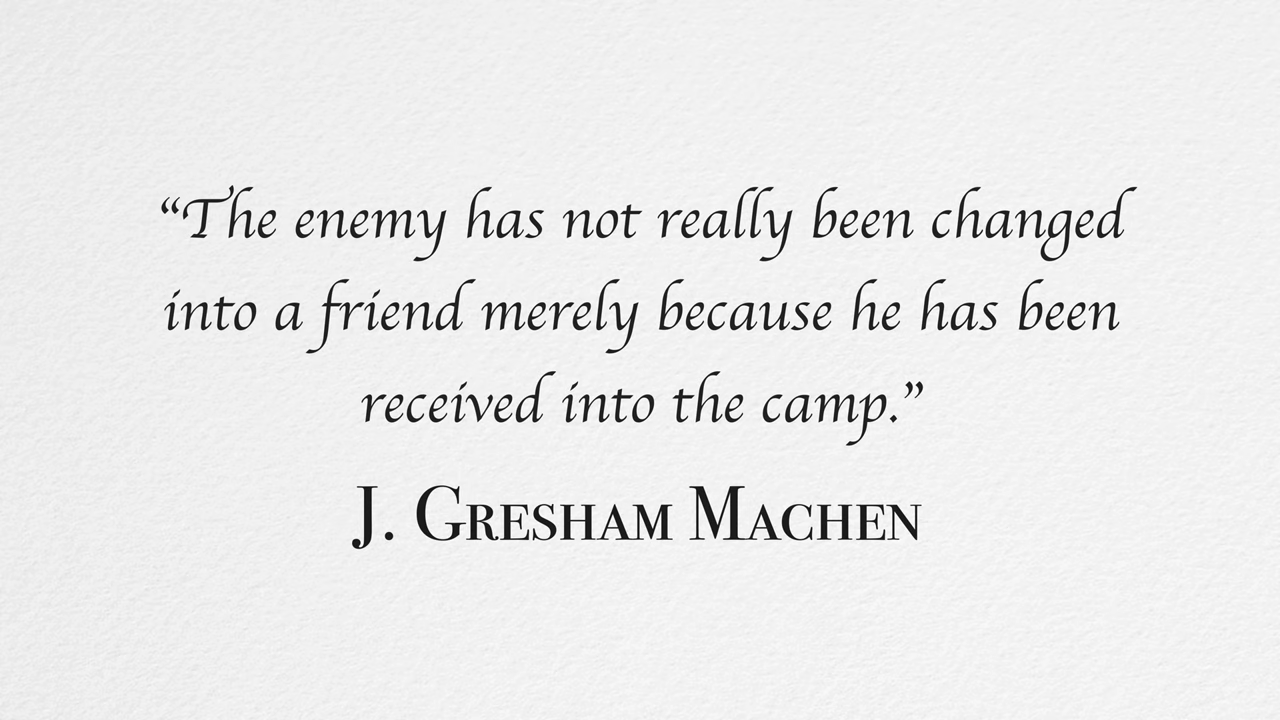 “The enemy has not really been changed
into a friend merely because he has been
received into the camp.”
J. Gresham Machen